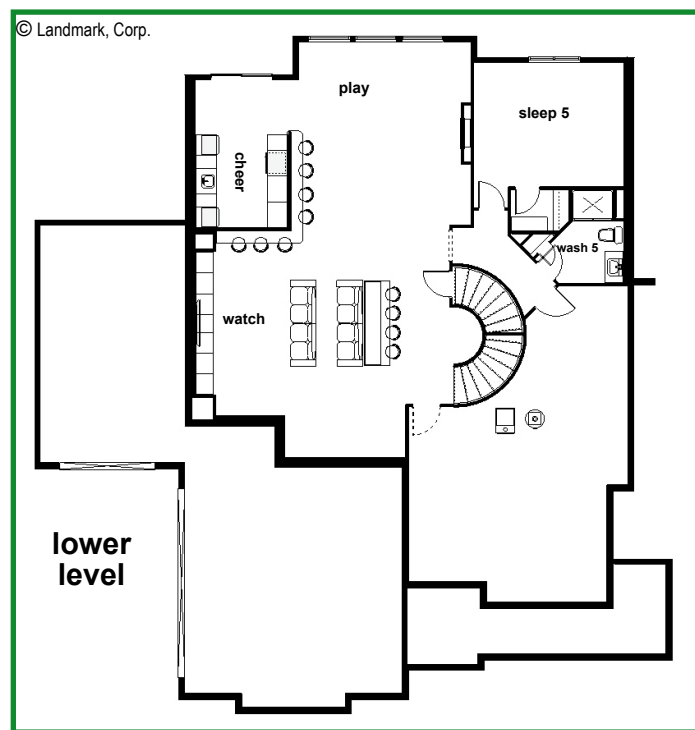 © Landmark, Corp.
play
sleep 5
cheer
wash 5
watch
lower
level